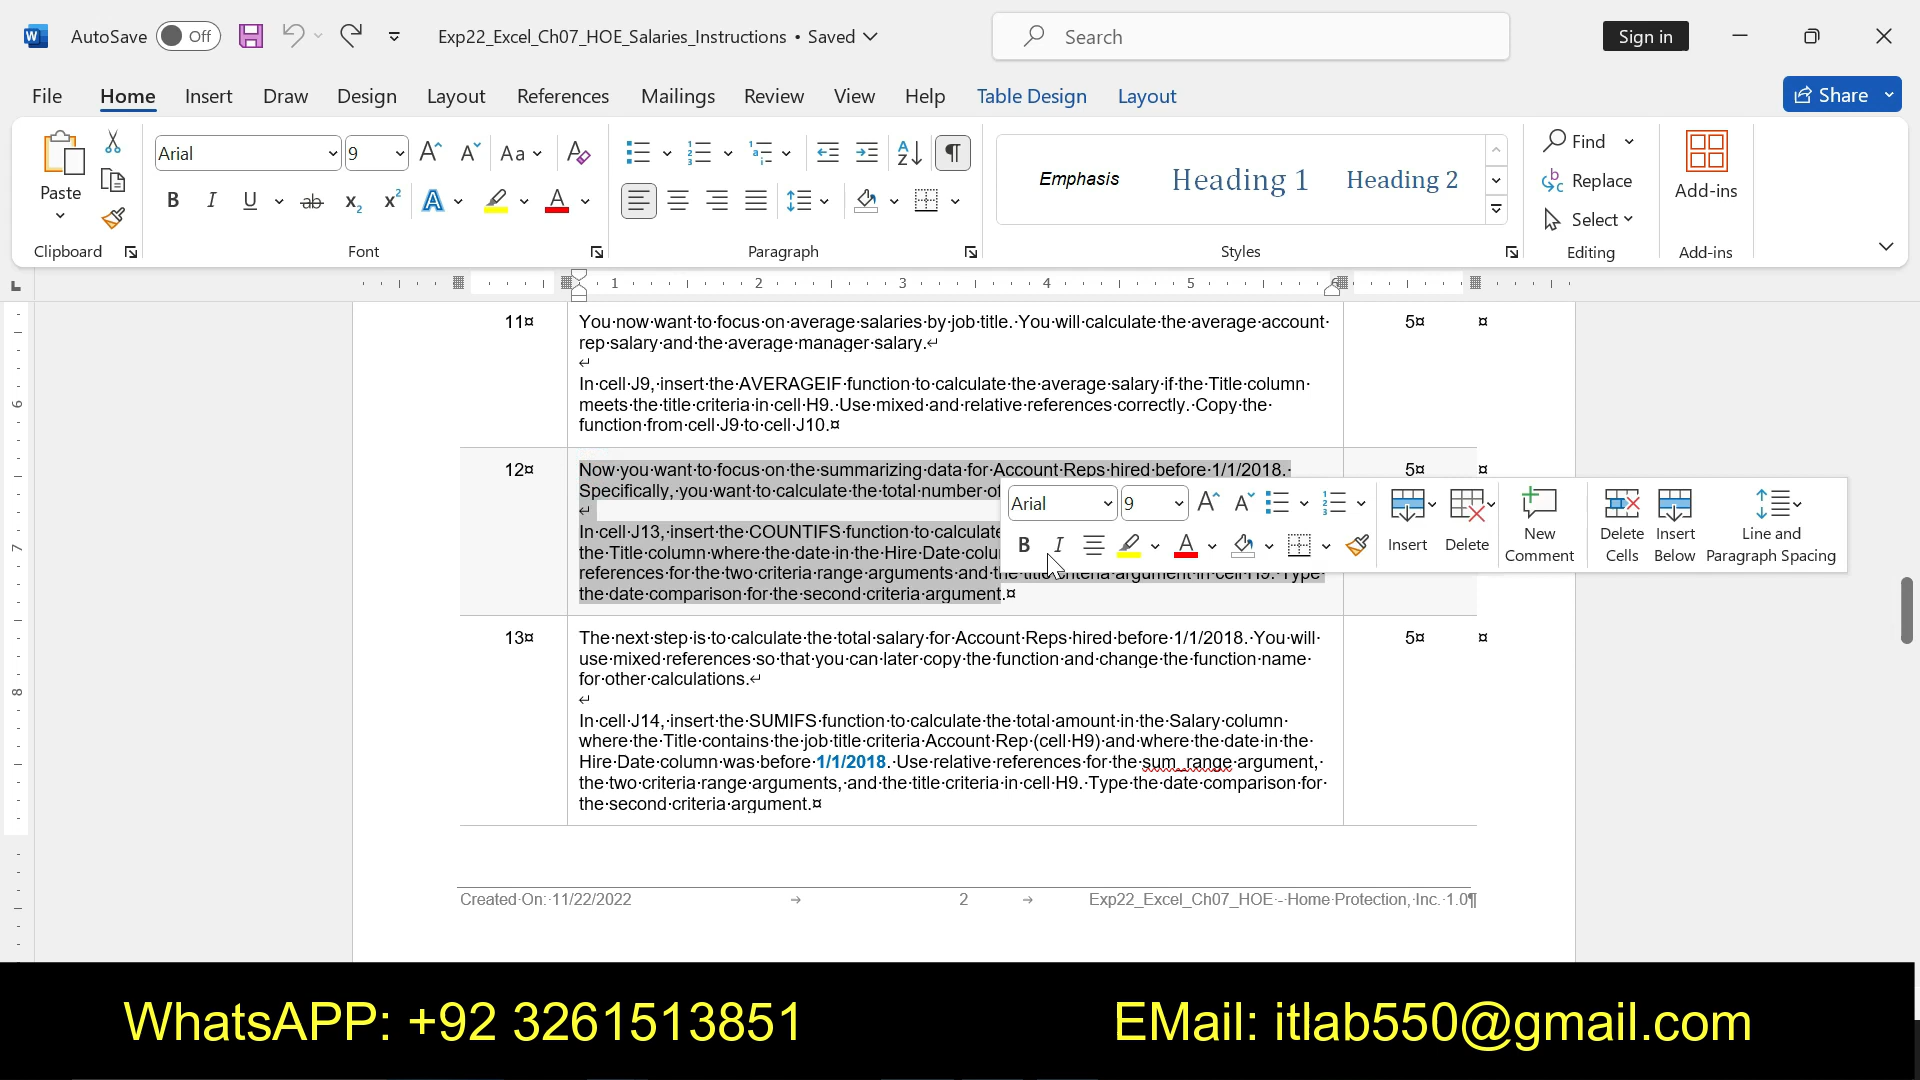 AutoSave Off Exp22_Excel_Ch07_HOE_Salaries_Instructions • Saved Search Sign in
File Home Insert Draw Design Layout References Mailings Review View Help Table Design Layout Share
Paste Arial 9 Aa Emphasis Heading 1 Heading 2 Find Replace Select Add-ins
Clipboard Font Paragraph Styles Editing Add-ins
1 2 3 4 5 6
11¤ You·now·want·to·focus·on·average·salaries·by·job·title.·You·will·calculate·the·average·account· 5¤ ¤
rep·salary·and·the·average·manager·salary.↵
↵
In·cell·J9,·insert·the·AVERAGEIF·function·to·calculate·the·average·salary·if·the·Title·column·
meets·the·title·criteria·in·cell·H9.·Use·mixed·and·relative·references·correctly.·Copy·the·
function·from·cell·J9·to·cell·J10.¤
12¤ Now·you·want·to·focus·on·the·summarizing·data·for·Account·Reps·hired·before·1/1/2018.· 5¤ ¤
Specifically,·you·want·to·calculate·the·total·number·of
↵
In·cell·J13,·insert·the·COUNTIFS·function·to·calculate
the·Title·column·where·the·date·in·the·Hire·Date·colu
references·for·the·two·criteria·range·arguments·and·the·title·criteria·argument·in·cell·H9.·Type·
the·date·comparison·for·the·second·criteria·argument.¤
Arial 9 Insert Delete New Comment Delete Cells Insert Below Line and Paragraph Spacing
13¤ The·next·step·is·to·calculate·the·total·salary·for·Account·Reps·hired·before·1/1/2018.·You·will· 5¤ ¤
use·mixed·references·so·that·you·can·later·copy·the·function·and·change·the·function·name·
for·other·calculations.↵
↵
In·cell·J14,·insert·the·SUMIFS·function·to·calculate·the·total·amount·in·the·Salary·column·
where·the·Title·contains·the·job·title·criteria·Account·Rep·(cell·H9)·and·where·the·date·in·the·
Hire·Date·column·was·before·1/1/2018.·Use·relative·references·for·the·sum_range·argument,·
the·two·criteria·range·arguments,·and·the·title·criteria·in·cell·H9.·Type·the·date·comparison·for·
the·second·criteria·argument.¤
Created·On:·11/22/2022 → 2 → Exp22_Excel_Ch07_HOE·-·Home·Protection,·Inc.·1.0¶
WhatsAPP: +92 3261513851 EMail: itlab550@gmail.com